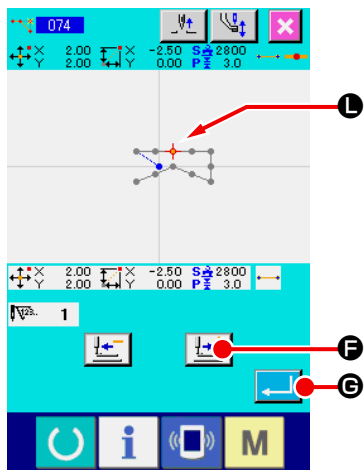 074
X 2.00 X -2.50 S 2800
Y 2.00 Y 0.00 P 3.0
L
X 2.00 X -2.50 S 2800
Y 2.00 Y 0.00 P 3.0
N123.. 1
F
G
i M